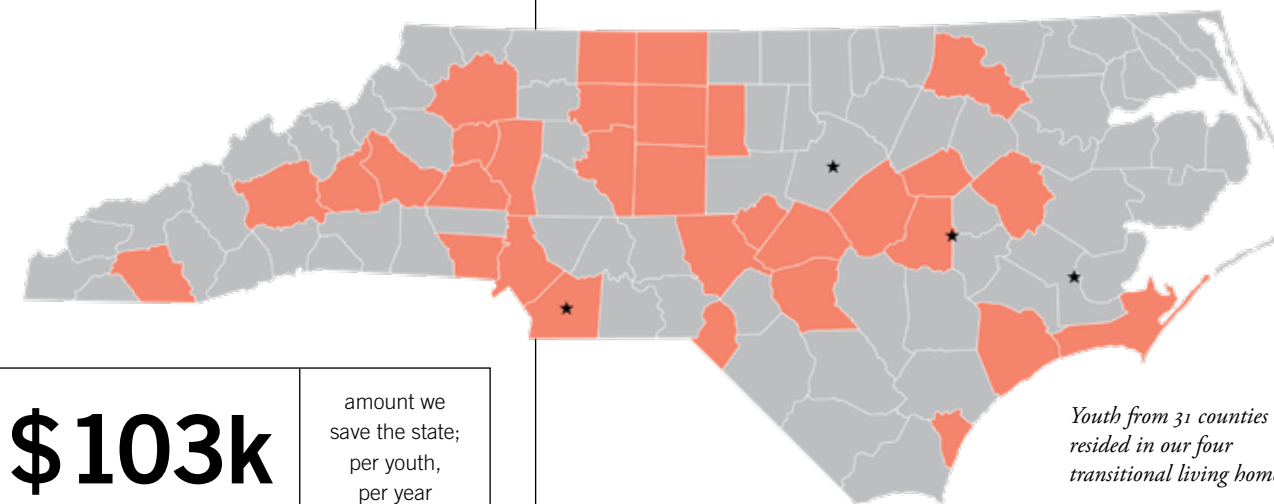 $103k
amount we
save the state;
per youth,
per year
Youth from 31 counties
resided in our four
transitional living